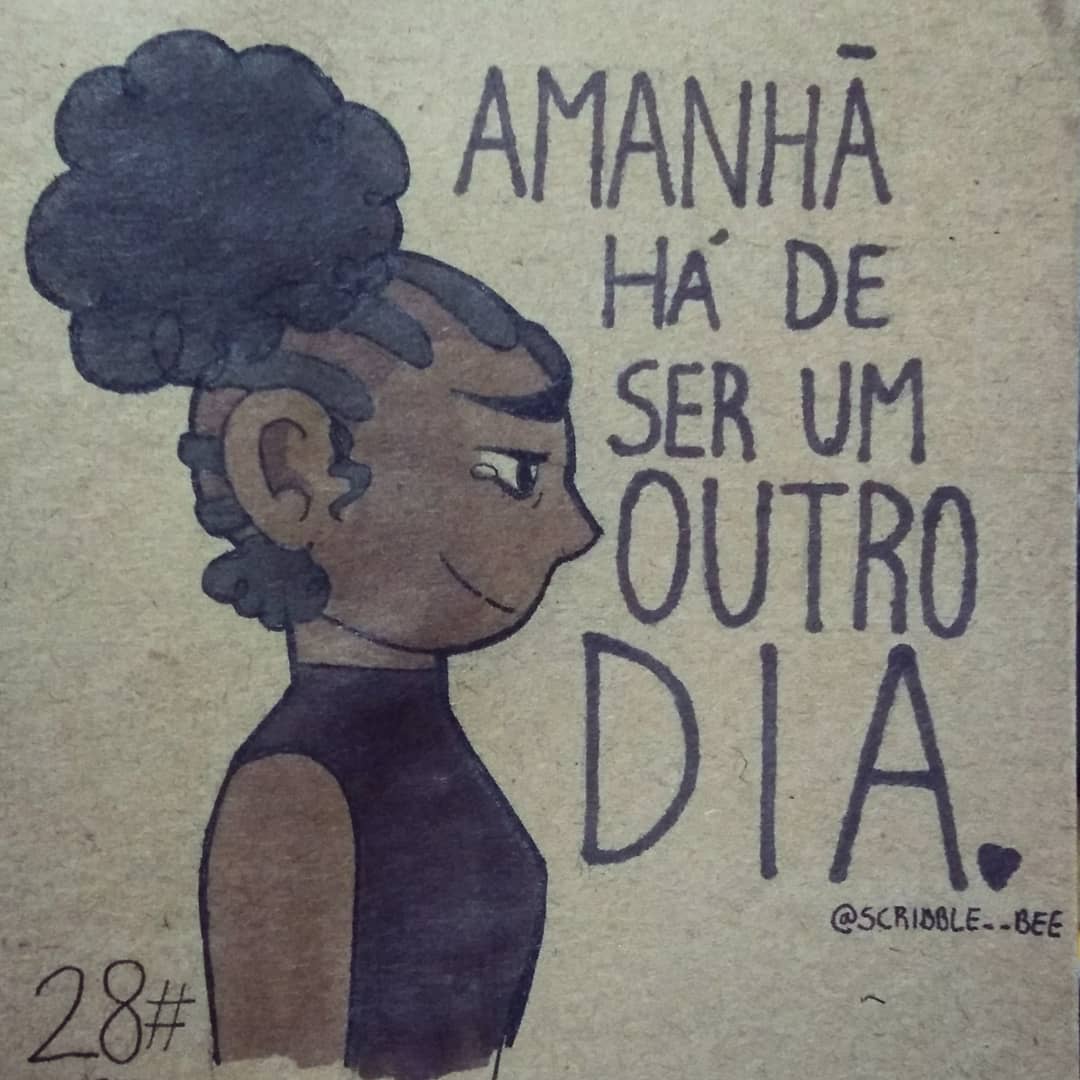 AMANHÃ
HÁ DE
SER UM
OUTRO
DIA.
@SCRIBBLE--BEE
28#